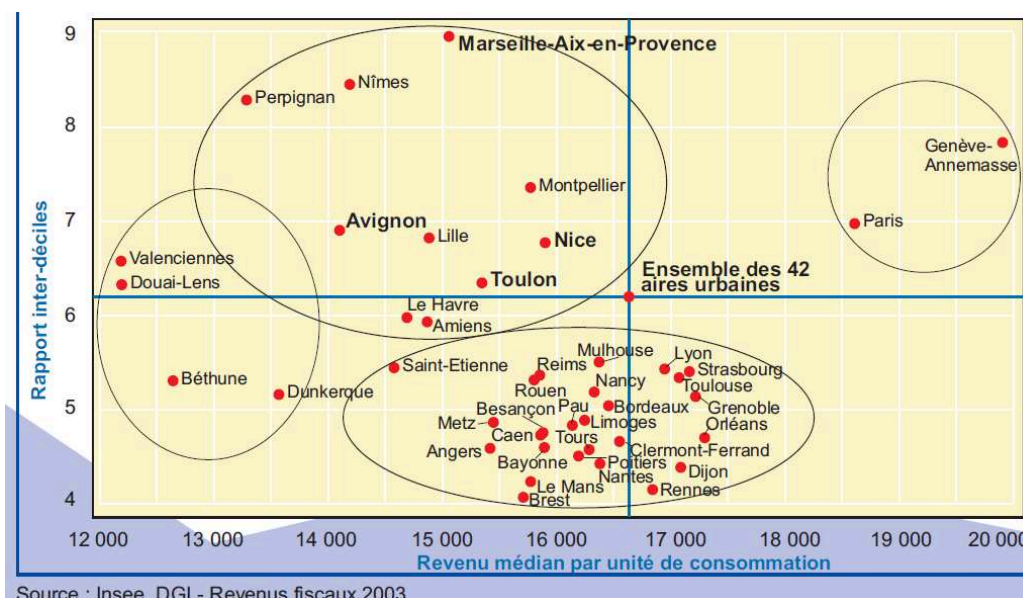 9
8
7
6
5
4
Rapport inter-déciles
Marseille-Aix-en-Provence
Nîmes
Perpignan
Genève-
Annemasse
Montpellier
Avignon
Lille
Nice
Paris
Valenciennes
Douai-Lens
Toulon
Ensemble des 42
aires urbaines
Le Havre
Amiens
Saint-Etienne
Reims
Mulhouse
Lyon
Strasbourg
Béthune
Dunkerque
Rouen
Nancy
Toulouse
Besançon
Pau
Bordeaux
Grenoble
Metz
Limoges
Orléans
Caen
Tours
Clermont-Ferrand
Angers
Bayonne
Poitiers
Nantes
Dijon
Le Mans
Brest
Rennes
12 000 13 000 14 000 15 000 16 000 17 000 18 000 19 000 20 000
Revenu médian par unité de consommation
Source : Insee, DGI - Revenus fiscaux 2003